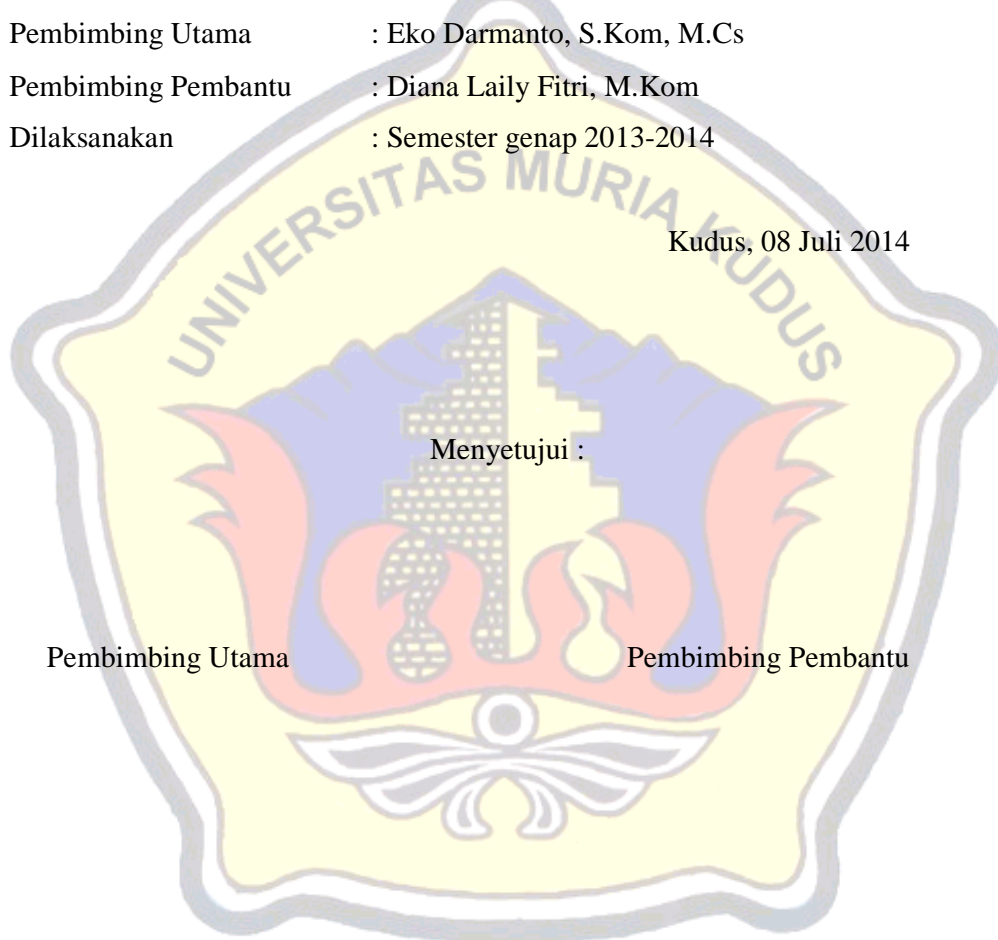 Pembimbing Utama : Eko Darmanto, S.Kom, M.Cs
Pembimbing Pembantu : Diana Laily Fitri, M.Kom
Dilaksanakan : Semester genap 2013-2014
UNIVERSITAS MURIA KUDUS
Kudus, 08 Juli 2014
Menyetujui :
Pembimbing Utama Pembimbing Pembantu